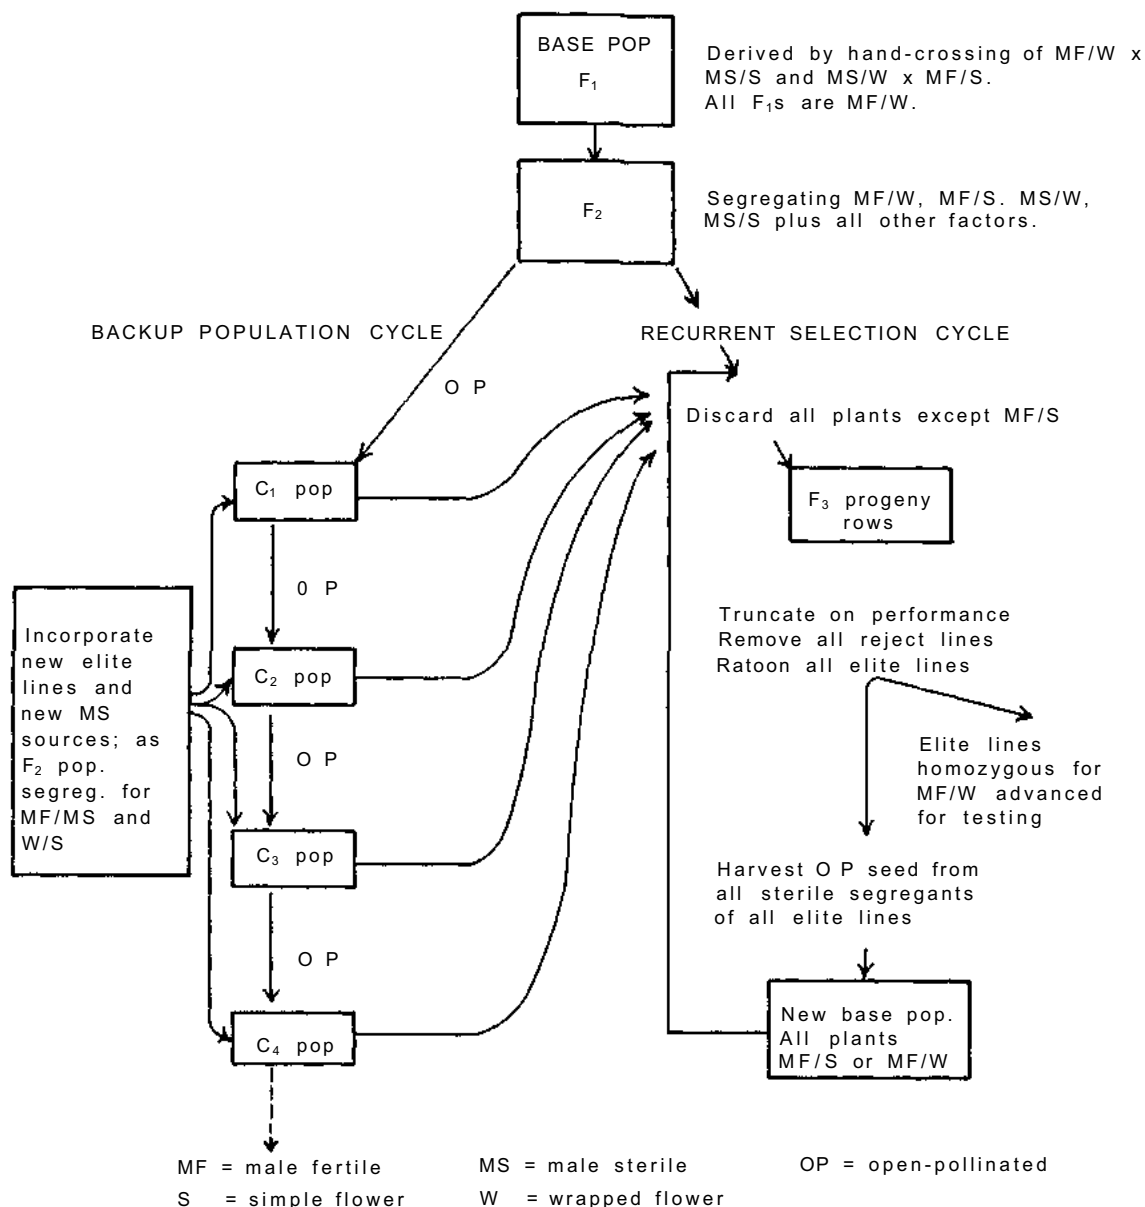 BASE POP
F₁
Derived by hand-crossing of MF/W x
MS/S and MS/W x MF/S.
All F₁s are MF/W.
F₂
Segregating MF/W, MF/S. MS/W,
MS/S plus all other factors.
BACKUP POPULATION CYCLE
RECURRENT SELECTION CYCLE
O P
Discard all plants except MF/S
C₁ pop
F₃ progeny
rows
0 P
Incorporate
new elite
lines and
new MS
sources; as
F₂ pop.
segreg. for
MF/MS and
W/S
Truncate on performance
Remove all reject lines
Ratoon all elite lines
C₂ pop
O P
Elite lines
homozygous for
MF/W advanced
for testing
C₃ pop
Harvest O P seed from
all sterile segregants
of all elite lines
O P
New base pop.
All plants
MF/S or MF/W
C₄ pop
MF = male fertile
MS = male sterile
OP = open-pollinated
S = simple flower
W = wrapped flower